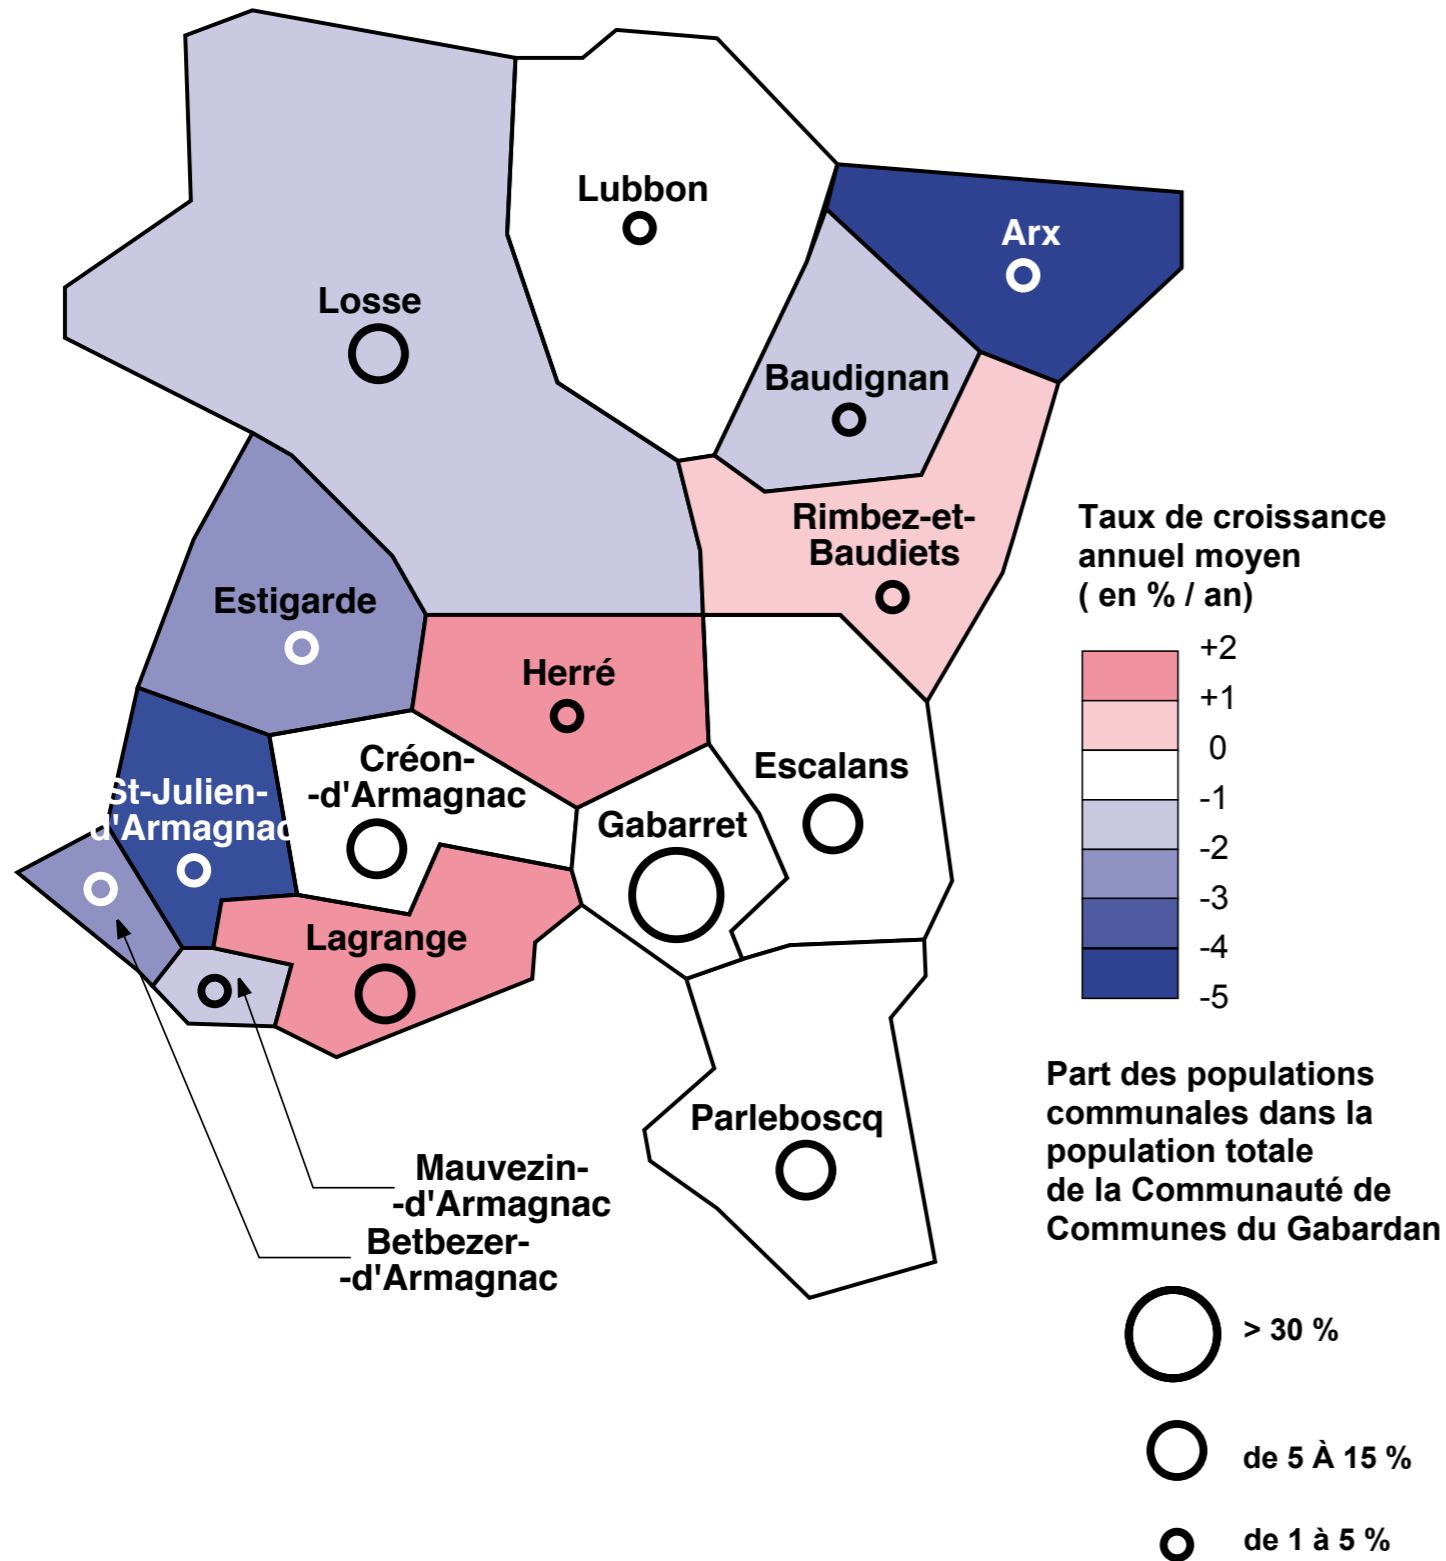 Lubbon
Arx
Losse
Baudignan
Rimbez-et-
Baudiets
Estigarde
Herré
Créon-
-d'Armagnac
Escalans
St-Julien-
d'Armagnac
Gabarret
Lagrange
Parleboscq
Mauvezin-
-d'Armagnac
Betbezer-
-d'Armagnac
Taux de croissance
annuel moyen
( en % / an)
+2
+1
0
-1
-2
-3
-4
-5
Part des populations
communales dans la
population totale
de la Communauté de
Communes du Gabardan
> 30 %
de 5 À 15 %
de 1 à 5 %